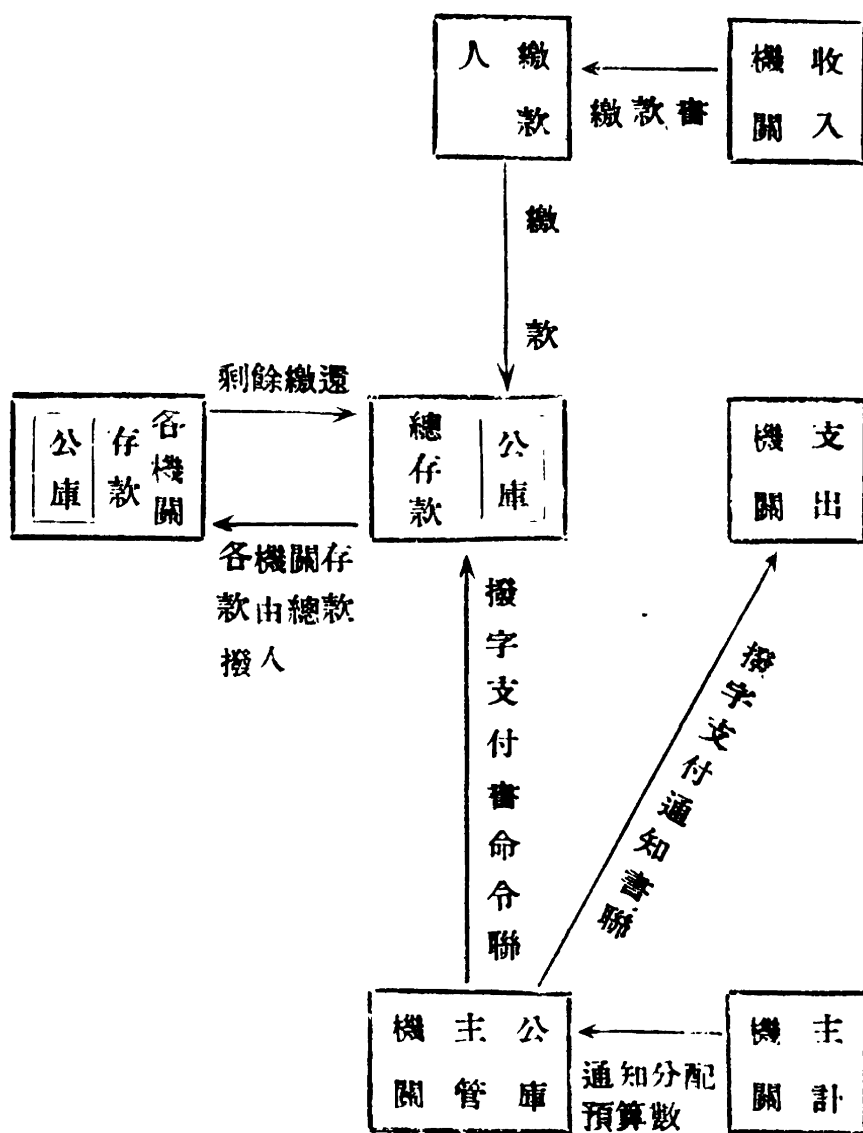 收入
機關
繳款書
繳款
人
繳款
剩餘繳還
各機關
存款
公庫
公庫
總存款
支出
機關
各機關存
款由總款
撥人
撥字支付書命令聯
撥字支付通知書聯
公庫
主管
機關
通知分配
預算數
主計
機關